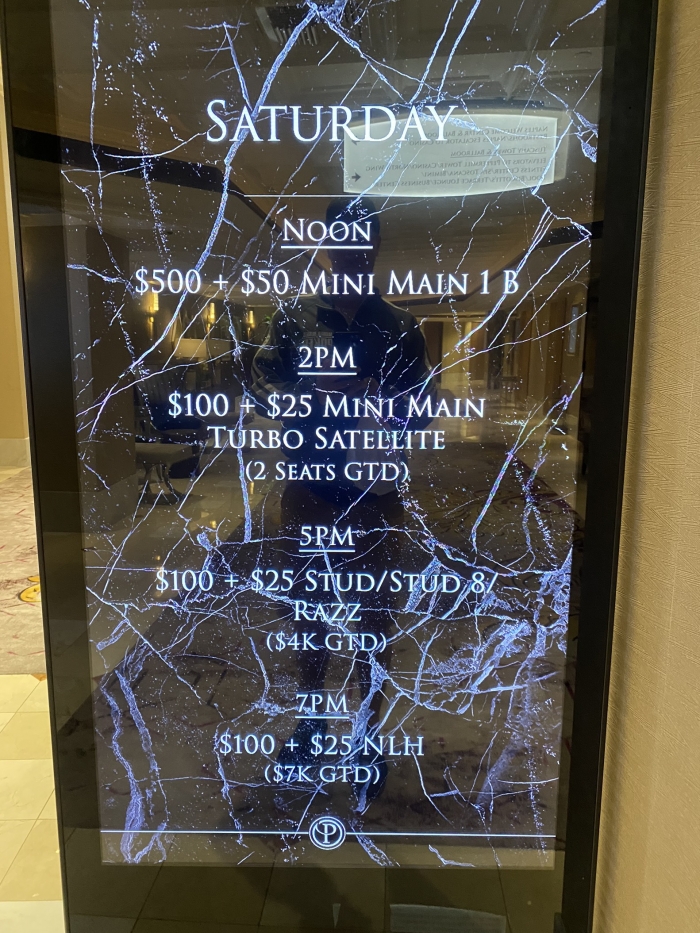 SATURDAY
NOON
$500 + $50 MINI MAIN 1 B
2PM
$100 + $25 MINI MAIN
TURBO SATELLITE
(2 SEATS GTD)
5PM
$100 + $25 STUD/STUD 8/
RAZZ
($4K GTD)
7PM
$100 + $25 NLH
($7K GTD)